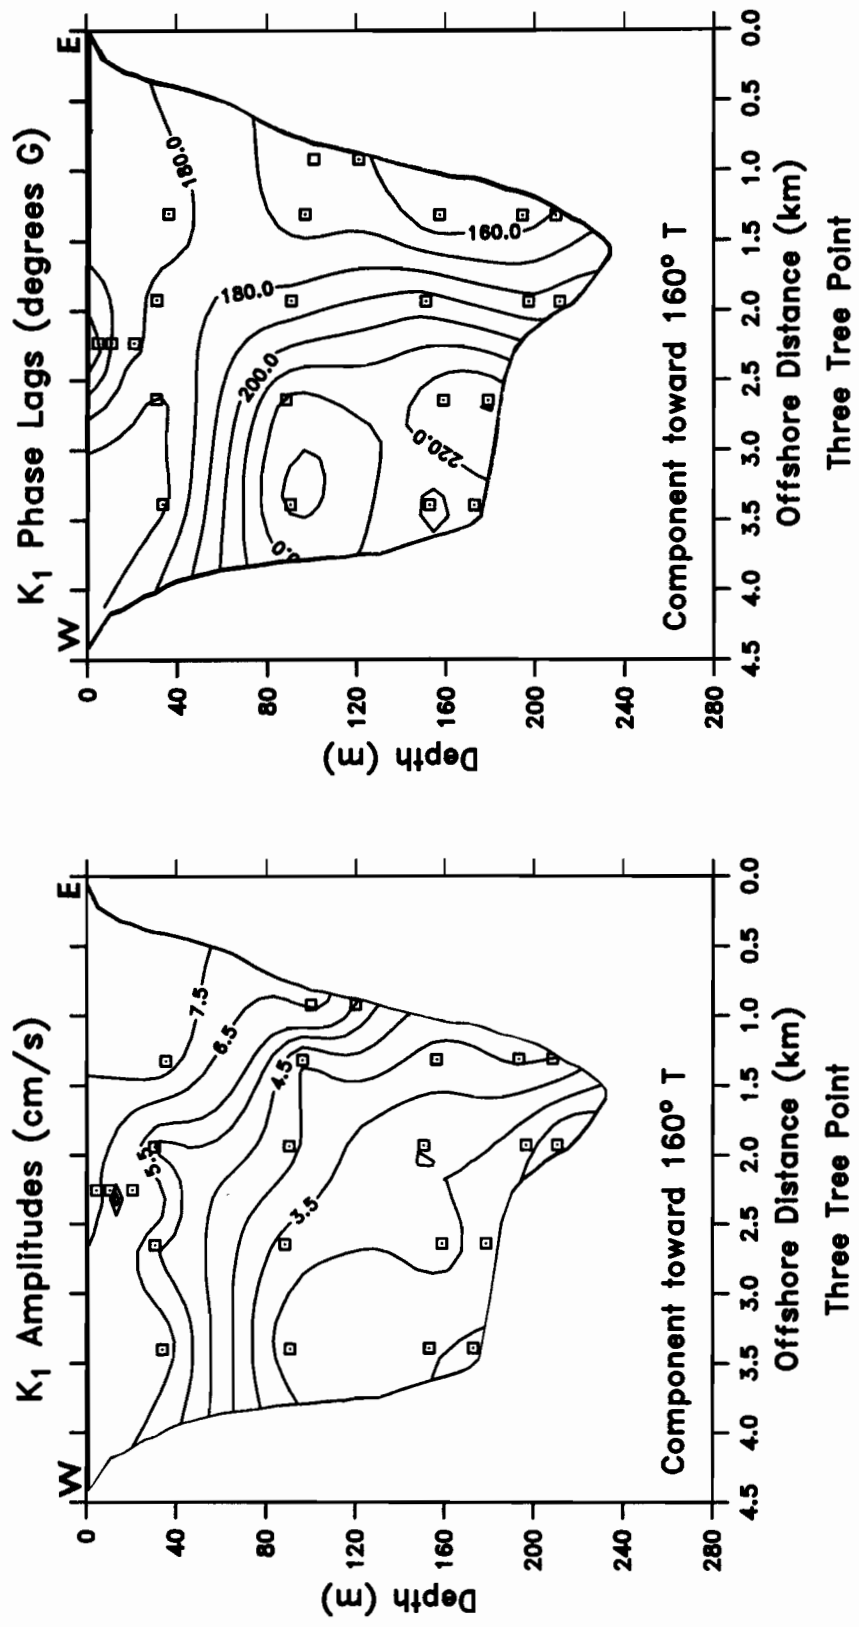 K1 Amplitudes (cm/s)
W
E
0
40
80
120
160
200
240
280
Depth (m)
7.5
6.5
5.5
4.5
3.5
Component toward 160° T
4.5 4.0 3.5 3.0 2.5 2.0 1.5 1.0 0.5 0.0
Offshore Distance (km)
Three Tree Point
K1 Phase Lags (degrees G)
W
E
0
40
80
120
160
200
240
280
Depth (m)
180.0
180.0
200.0
160.0
220.0
0.0
Component toward 160° T
4.5 4.0 3.5 3.0 2.5 2.0 1.5 1.0 0.5 0.0
Offshore Distance (km)
Three Tree Point